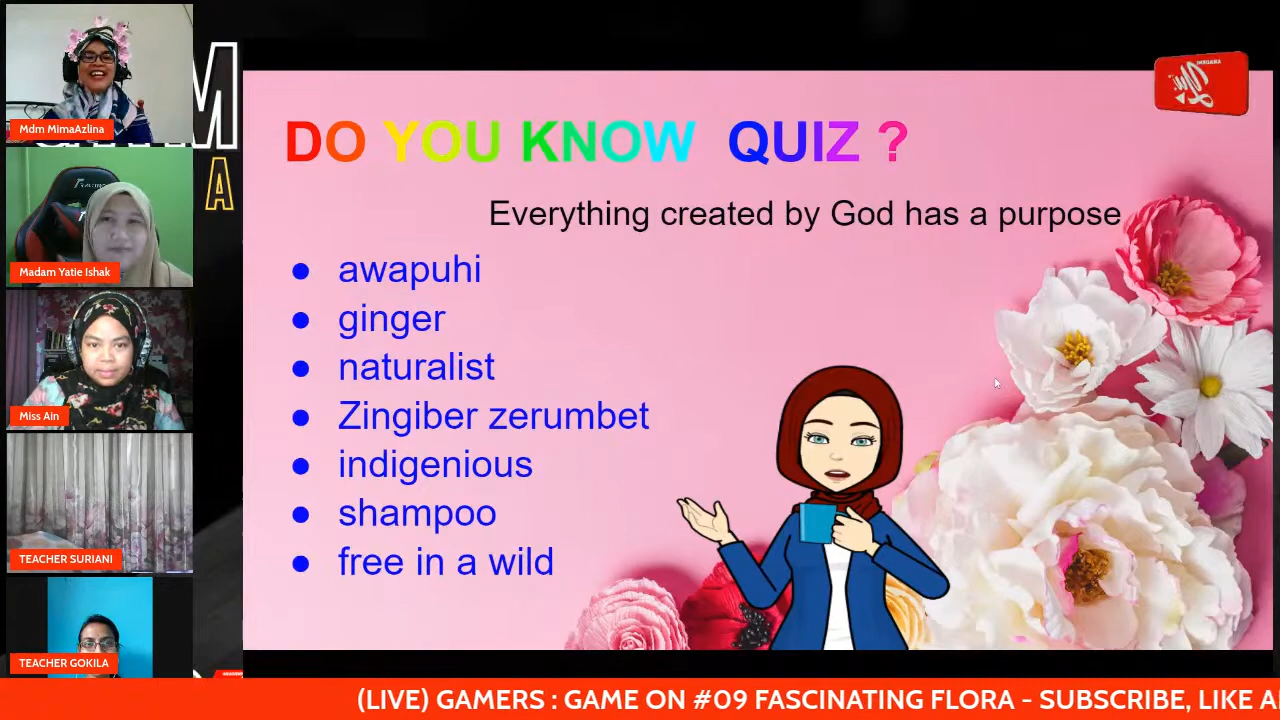 Mdm MimaAzlina
M
A
Madam Yatie Ishak
Miss Ain
TEACHER SURIANI
TEACHER GOKILA
DO YOU KNOW QUIZ ?
Everything created by God has a purpose
● awapuhi
● ginger
● naturalist
● Zingiber zerumbet
● indigenious
● shampoo
● free in a wild
(LIVE) GAMERS : GAME ON #09 FASCINATING FLORA - SUBSCRIBE, LIKE A